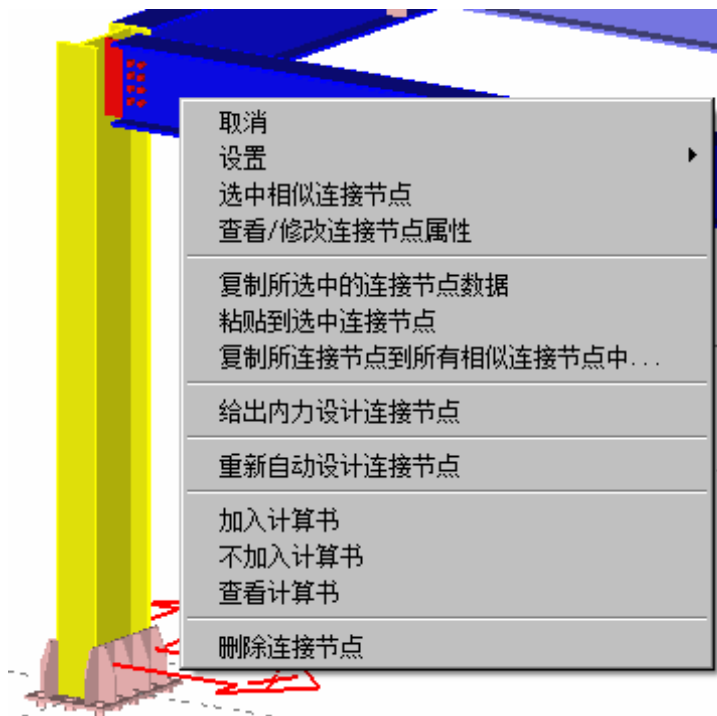 取消
设置
选中相似连接节点
查看/修改连接节点属性
复制所选中的连接节点数据
粘贴到选中连接节点
复制所连接节点到所有相似连接节点中...
给出内力设计连接节点
重新自动设计连接节点
加入计算书
不加入计算书
查看计算书
删除连接节点